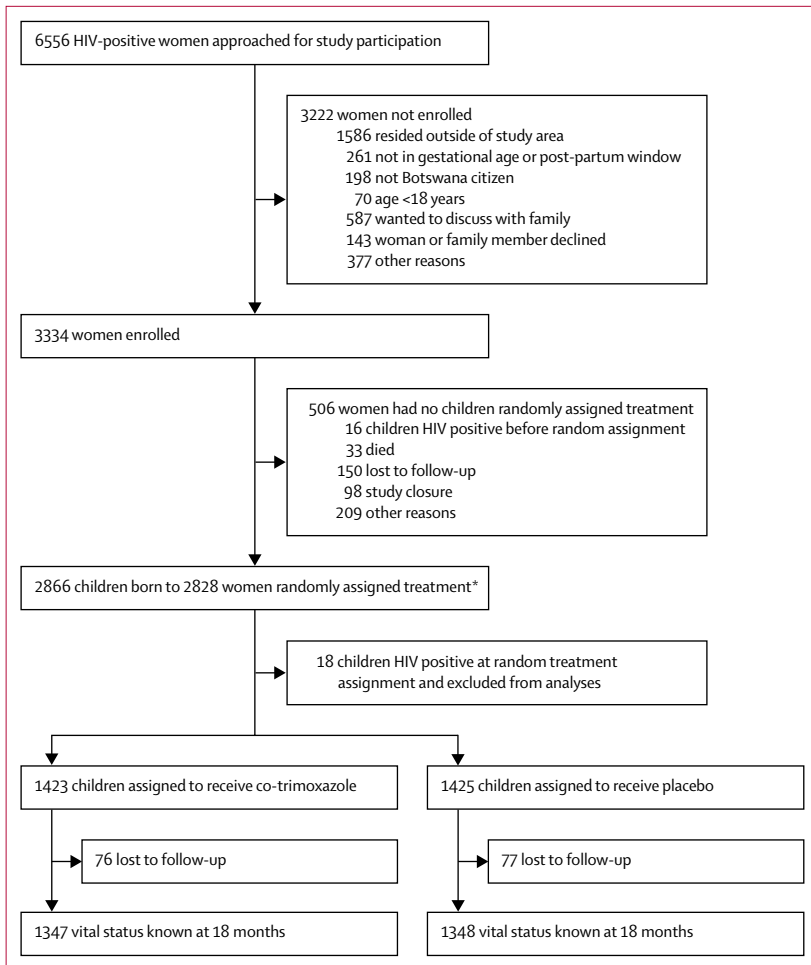 6556 HIV-positive women approached for study participation
3222 women not enrolled
1586 resided outside of study area
261 not in gestational age or post-partum window
198 not Botswana citizen
70 age <18 years
587 wanted to discuss with family
143 woman or family member declined
377 other reasons
3334 women enrolled
506 women had no children randomly assigned treatment
16 children HIV positive before random assignment
33 died
150 lost to follow-up
98 study closure
209 other reasons
2866 children born to 2828 women randomly assigned treatment*
18 children HIV positive at random treatment
assignment and excluded from analyses
1423 children assigned to receive co-trimoxazole
1425 children assigned to receive placebo
76 lost to follow-up
77 lost to follow-up
1347 vital status known at 18 months
1348 vital status known at 18 months